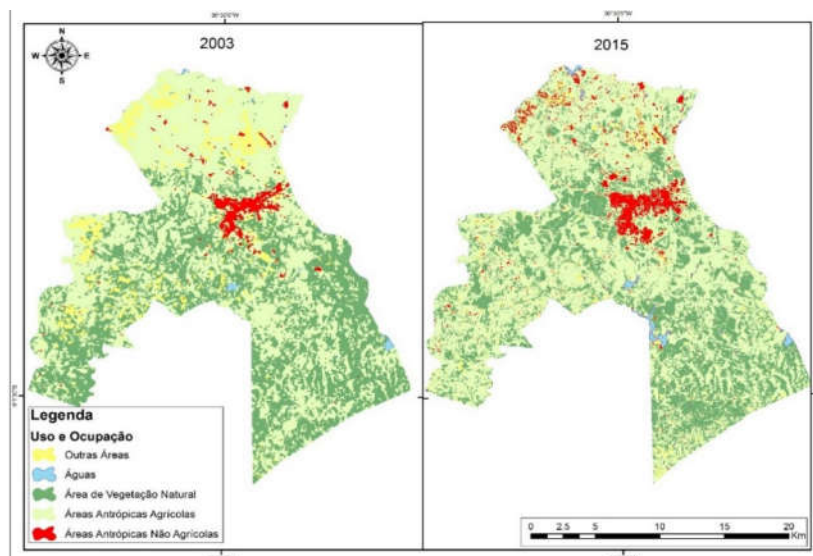 2003
2015
N
W E
S
Legenda
Uso e Ocupação
Outras Áreas
Águas
Área de Vegetação Natural
Áreas Antrópicas Agrícolas
Áreas Antrópicas Não Agrícolas
0 2.5 5 10 15 20
Km